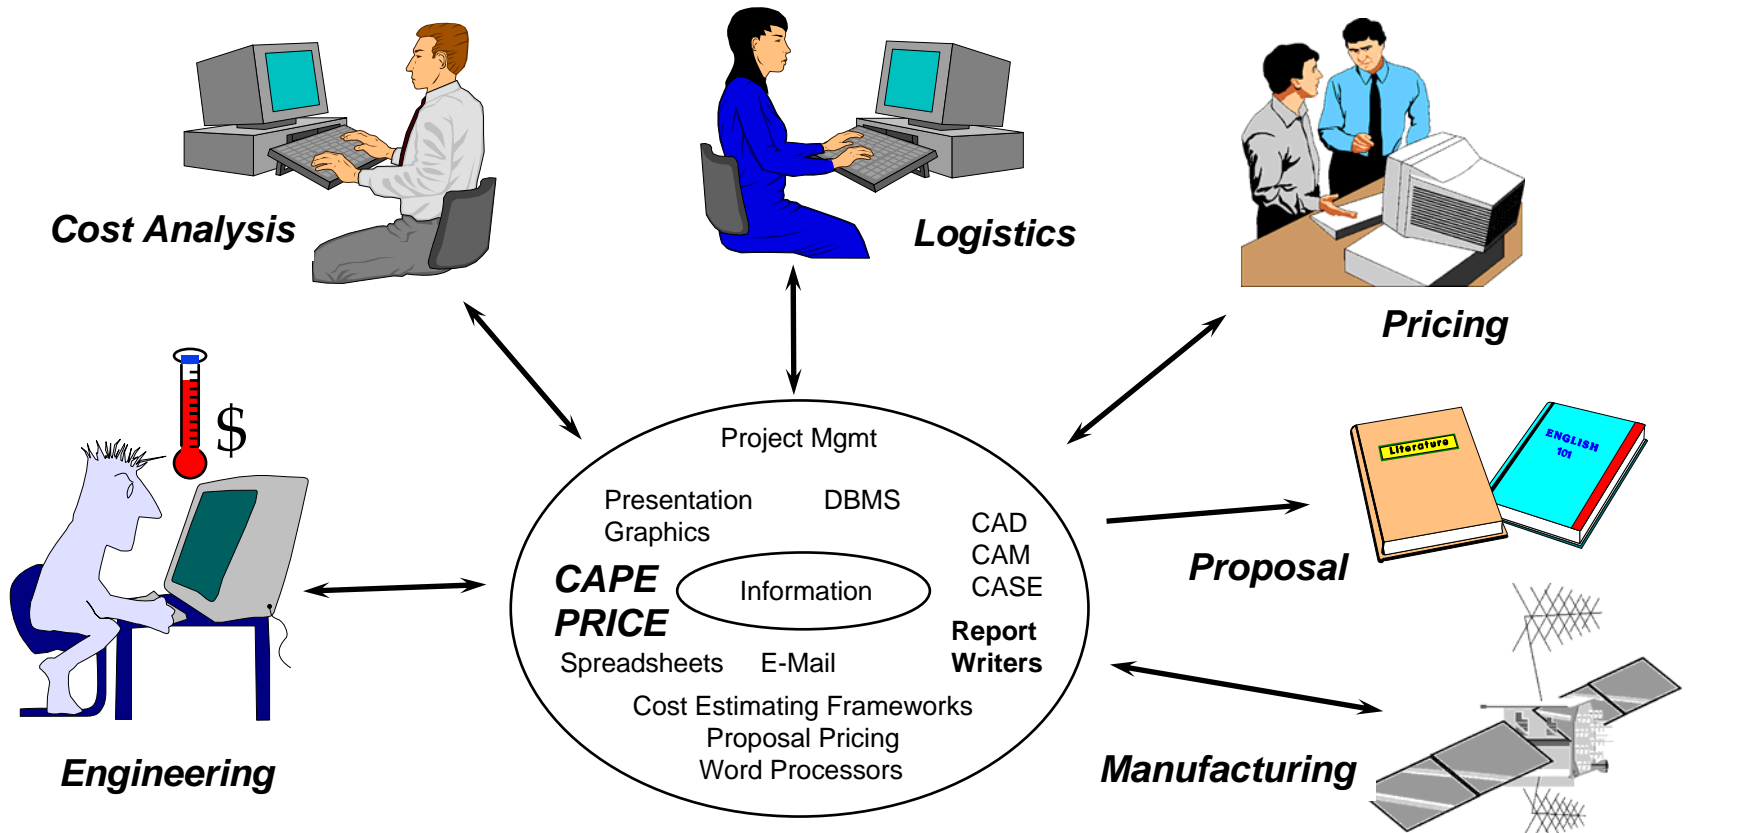 Cost Analysis
Logistics
Pricing
$
Literature
ENGLISH
101
Project Mgmt
Presentation
Graphics
DBMS
CAD
CAM
CASE
CAPE
PRICE
Information
Report
Writers
Spreadsheets
E-Mail
Cost Estimating Frameworks
Proposal Pricing
Word Processors
Proposal
Engineering
Manufacturing